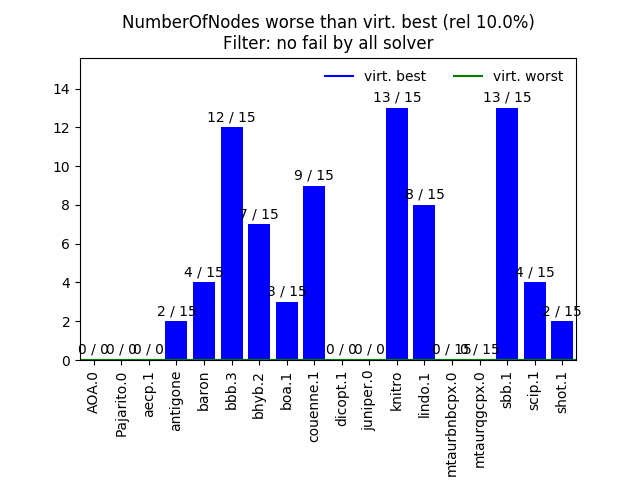 NumberOfNodes worse than virt. best (rel 10.0%)
Filter: no fail by all solver
virt. best
virt. worst
14
12
10
8
6
4
2
0
0 / 0
0 / 0
0 / 0
2 / 15
4 / 15
12 / 15
7 / 15
3 / 15
9 / 15
0 / 0
0 / 0
13 / 15
8 / 15
0 / 15
0 / 15
13 / 15
4 / 15
2 / 15
AOA.0
Pajarito.0
aecp.1
antigone
baron
bbb.3
bhyb.2
boa.1
couenne.1
dicopt.1
juniper.0
knitro
lindo.1
mtaurbnbcpx.0
mtaurqgcpx.0
sbb.1
scip.1
shot.1